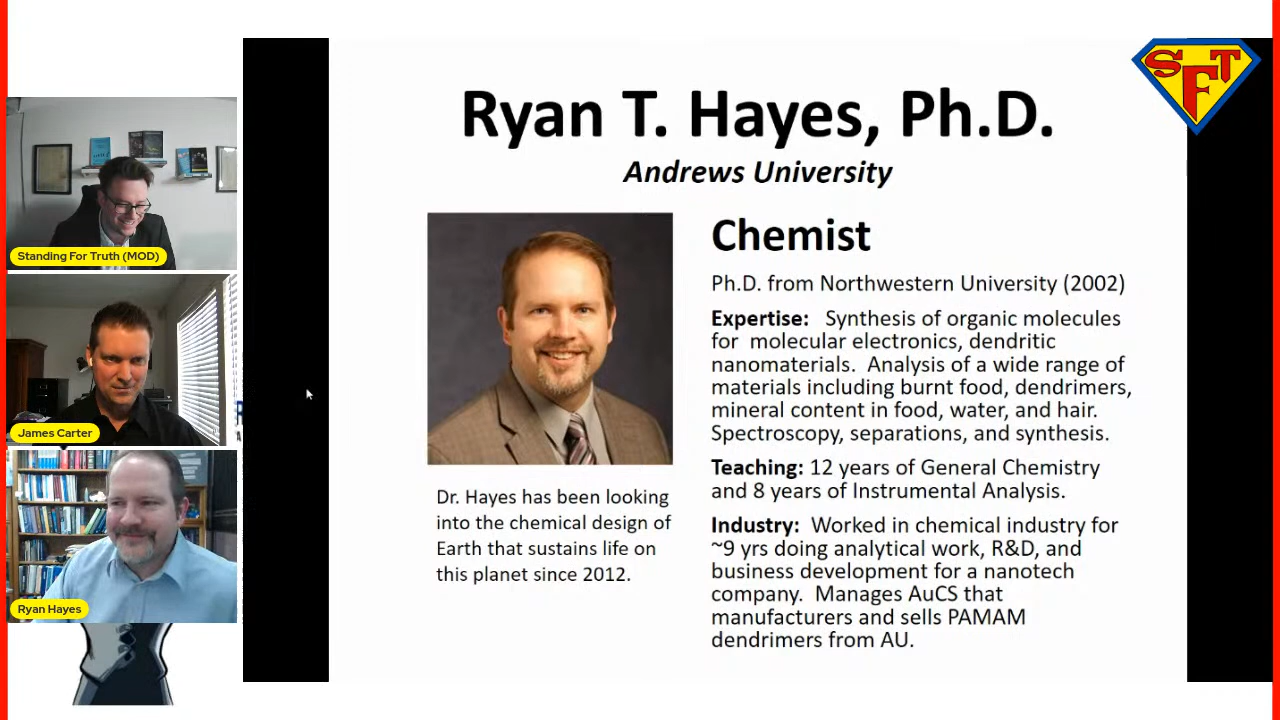 Ryan T. Hayes, Ph.D.
Andrews University
SFT
Standing For Truth (MOD)
James Carter
Ryan Hayes
Dr. Hayes has been looking
into the chemical design of
Earth that sustains life on
this planet since 2012.
Chemist
Ph.D. from Northwestern University (2002)
Expertise: Synthesis of organic molecules
for molecular electronics, dendritic
nanomaterials. Analysis of a wide range of
materials including burnt food, dendrimers,
mineral content in food, water, and hair.
Spectroscopy, separations, and synthesis.
Teaching: 12 years of General Chemistry
and 8 years of Instrumental Analysis.
Industry: Worked in chemical industry for
~9 yrs doing analytical work, R&D, and
business development for a nanotech
company. Manages AuCS that
manufacturers and sells PAMAM
dendrimers from AU.